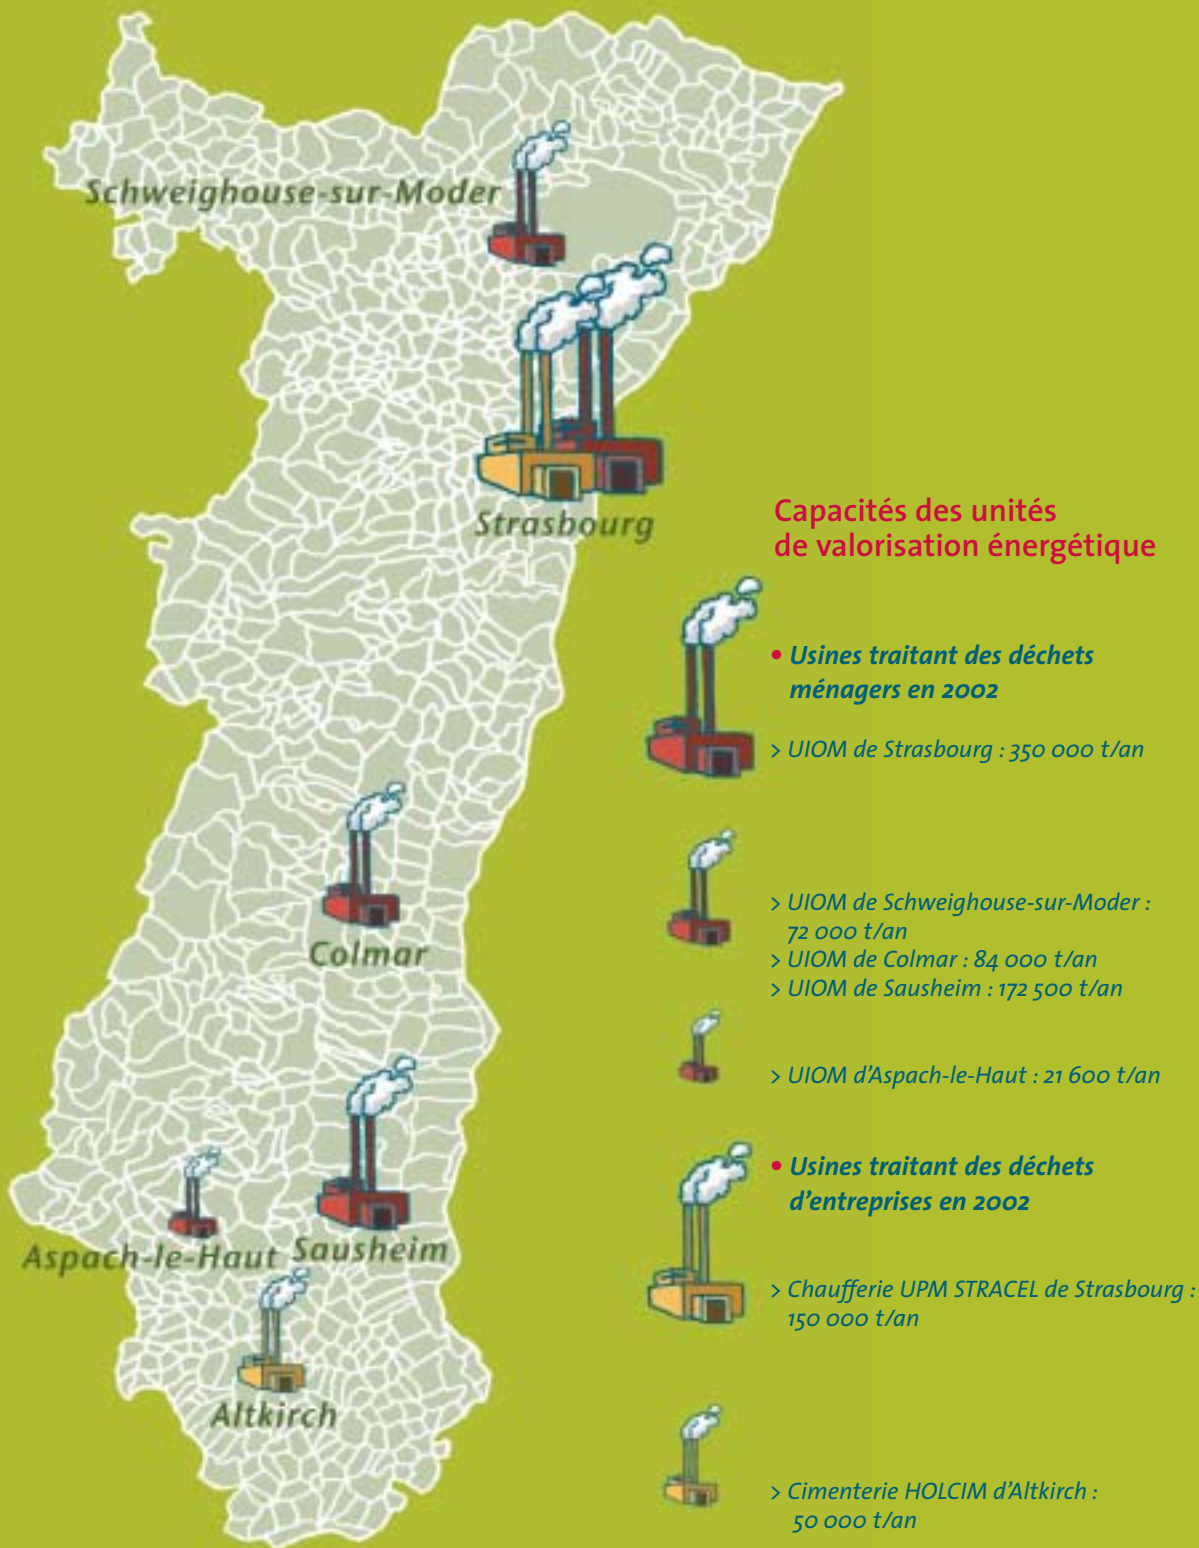 Schweighouse-sur-Moder
Strasbourg
Colmar
Aspach-le-Haut
Sausheim
Altkirch
Capacités des unités
de valorisation énergétique
• Usines traitant des déchets
ménagers en 2002
> UIOM de Strasbourg : 350 000 t/an
> UIOM de Schweighouse-sur-Moder :
72 000 t/an
> UIOM de Colmar : 84 000 t/an
> UIOM de Sausheim : 172 500 t/an
> UIOM d’Aspach-le-Haut : 21 600 t/an
• Usines traitant des déchets
d’entreprises en 2002
> Chaufferie UPM STRACEL de Strasbourg :
150 000 t/an
> Cimenterie HOLCIM d’Altkirch :
50 000 t/an